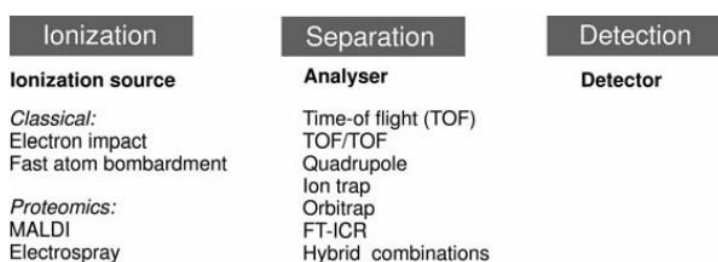 Ionization
Separation
Detection
Ionization source
Analyser
Detector
Classical:
Electron impact
Fast atom bombardment
Proteomics:
MALDI
Electrospray
Time-of flight (TOF)
TOF/TOF
Quadrupole
Ion trap
Orbitrap
FT-ICR
Hybrid combinations